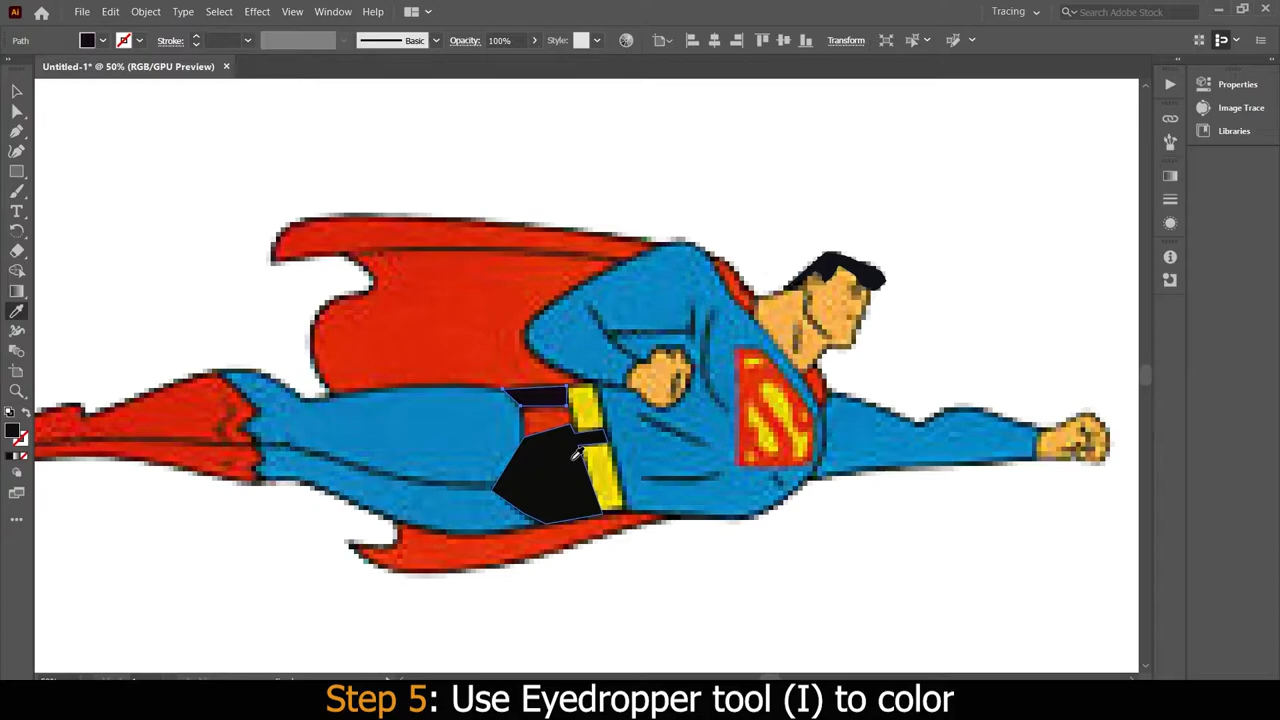 Ai File Edit Object Type Select Effect View Window Help Tracing Search Adobe Stock
Path Stroke: Basic Opacity: 100% Style: Transform
Untitled-1* @ 50% (RGB/GPU Preview) ×
Properties
Image Trace
Libraries
Step 5: Use Eyedropper tool (I) to color